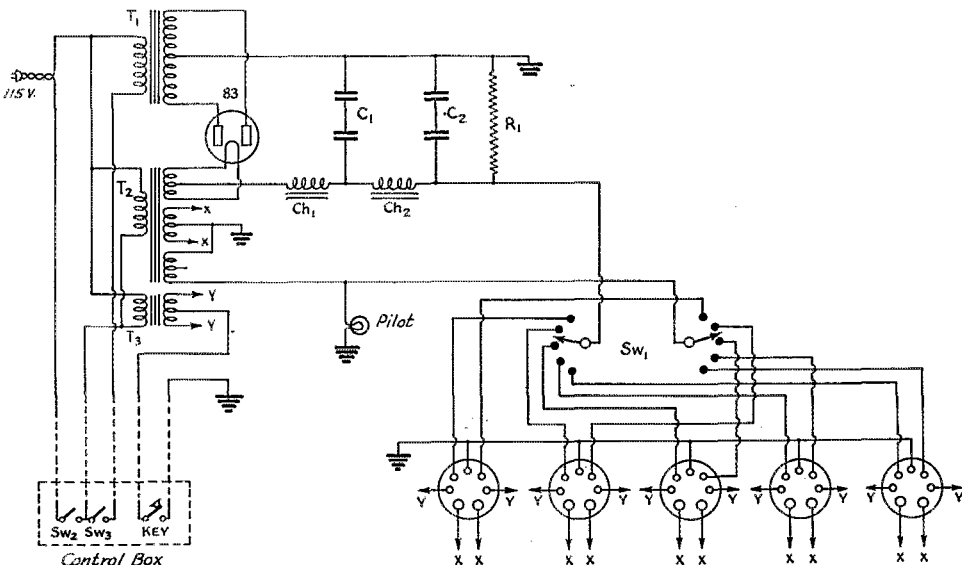 T1
115 V.
83
C1
C2
R1
T2
X
Ch1
Ch2
X
Y
Pilot
Sw1
Y
T3
Y Y Y Y Y Y Y Y Y Y
Sw2 Sw3 KEY
X X X X X X X X X X
Control Box